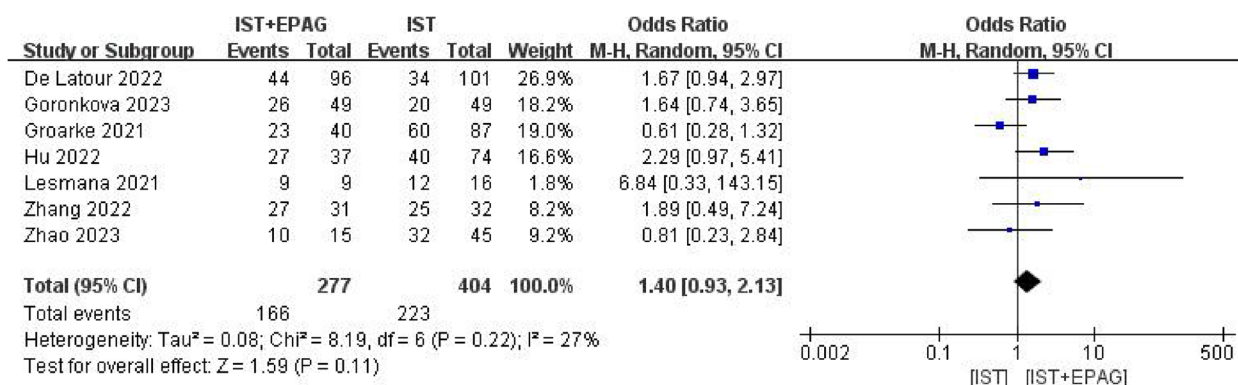 IST+EPAG IST Odds Ratio Odds Ratio
Study or Subgroup Events Total Events Total Weight M-H, Random, 95% CI M-H, Random, 95% CI
De Latour 2022 44 96 34 101 26.9% 1.67 [0.94, 2.97]
Goronkova 2023 26 49 20 49 18.2% 1.64 [0.74, 3.65]
Groarke 2021 23 40 60 87 19.0% 0.61 [0.28, 1.32]
Hu 2022 27 37 40 74 16.6% 2.29 [0.97, 5.41]
Lesmana 2021 9 9 12 16 1.8% 6.84 [0.33, 143.15]
Zhang 2022 27 31 25 32 8.2% 1.89 [0.49, 7.24]
Zhao 2023 10 15 32 45 9.2% 0.81 [0.23, 2.84]
Total (95% CI) 277 404 100.0% 1.40 [0.93, 2.13]
Total events 166 223
Heterogeneity: Tau² = 0.08; Chi² = 8.19, df = 6 (P = 0.22); I² = 27%
Test for overall effect: Z = 1.59 (P = 0.11)
0.002 0.1 1 10 500
[IST] [IST+EPAG]